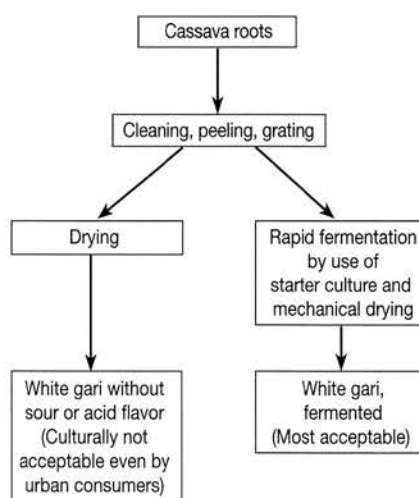 Cassava roots
Cleaning, peeling, grating
Drying
Rapid fermentation
by use of
starter culture and
mechanical drying
White gari without
sour or acid flavor
(Culturally not
acceptable even by
urban consumers)
White gari,
fermented
(Most acceptable)